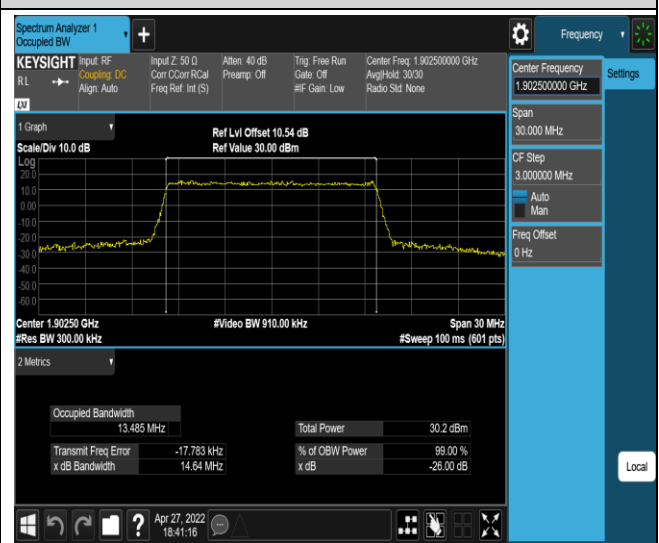 Spectrum Analyzer 1
Occupied BW
+
Frequency
KEYSIGHT
RL
LXI
Input: RF
Coupling: DC
Align: Auto
Input Z: 50 Ω
Corr CCorr RCal
Freq Ref: Int (S)
Atten: 40 dB
Preamp: Off
Trig: Free Run
Gate: Off
#IF Gain: Low
Center Freq: 1.902500000 GHz
Avg|Hold: 30/30
Radio Std: None
Center Frequency
1.902500000 GHz
Settings
Span
30.000 MHz
CF Step
3.000000 MHz
Auto
Man
Freq Offset
0 Hz
1 Graph
Scale/Div 10.0 dB
Ref Lvl Offset 10.54 dB
Ref Value 30.00 dBm
Log
20.0
10.0
0.00
-10.0
-20.0
-30.0
-40.0
-50.0
-60.0
Center 1.90250 GHz
#Video BW 910.00 kHz
Span 30 MHz
#Res BW 300.00 kHz
#Sweep 100 ms (601 pts)
2 Metrics
Occupied Bandwidth
13.485 MHz
Total Power 30.2 dBm
Transmit Freq Error -17.783 kHz
% of OBW Power 99.00 %
x dB Bandwidth 14.64 MHz
x dB -26.00 dB
Local
?
Apr 27, 2022
18:41:16